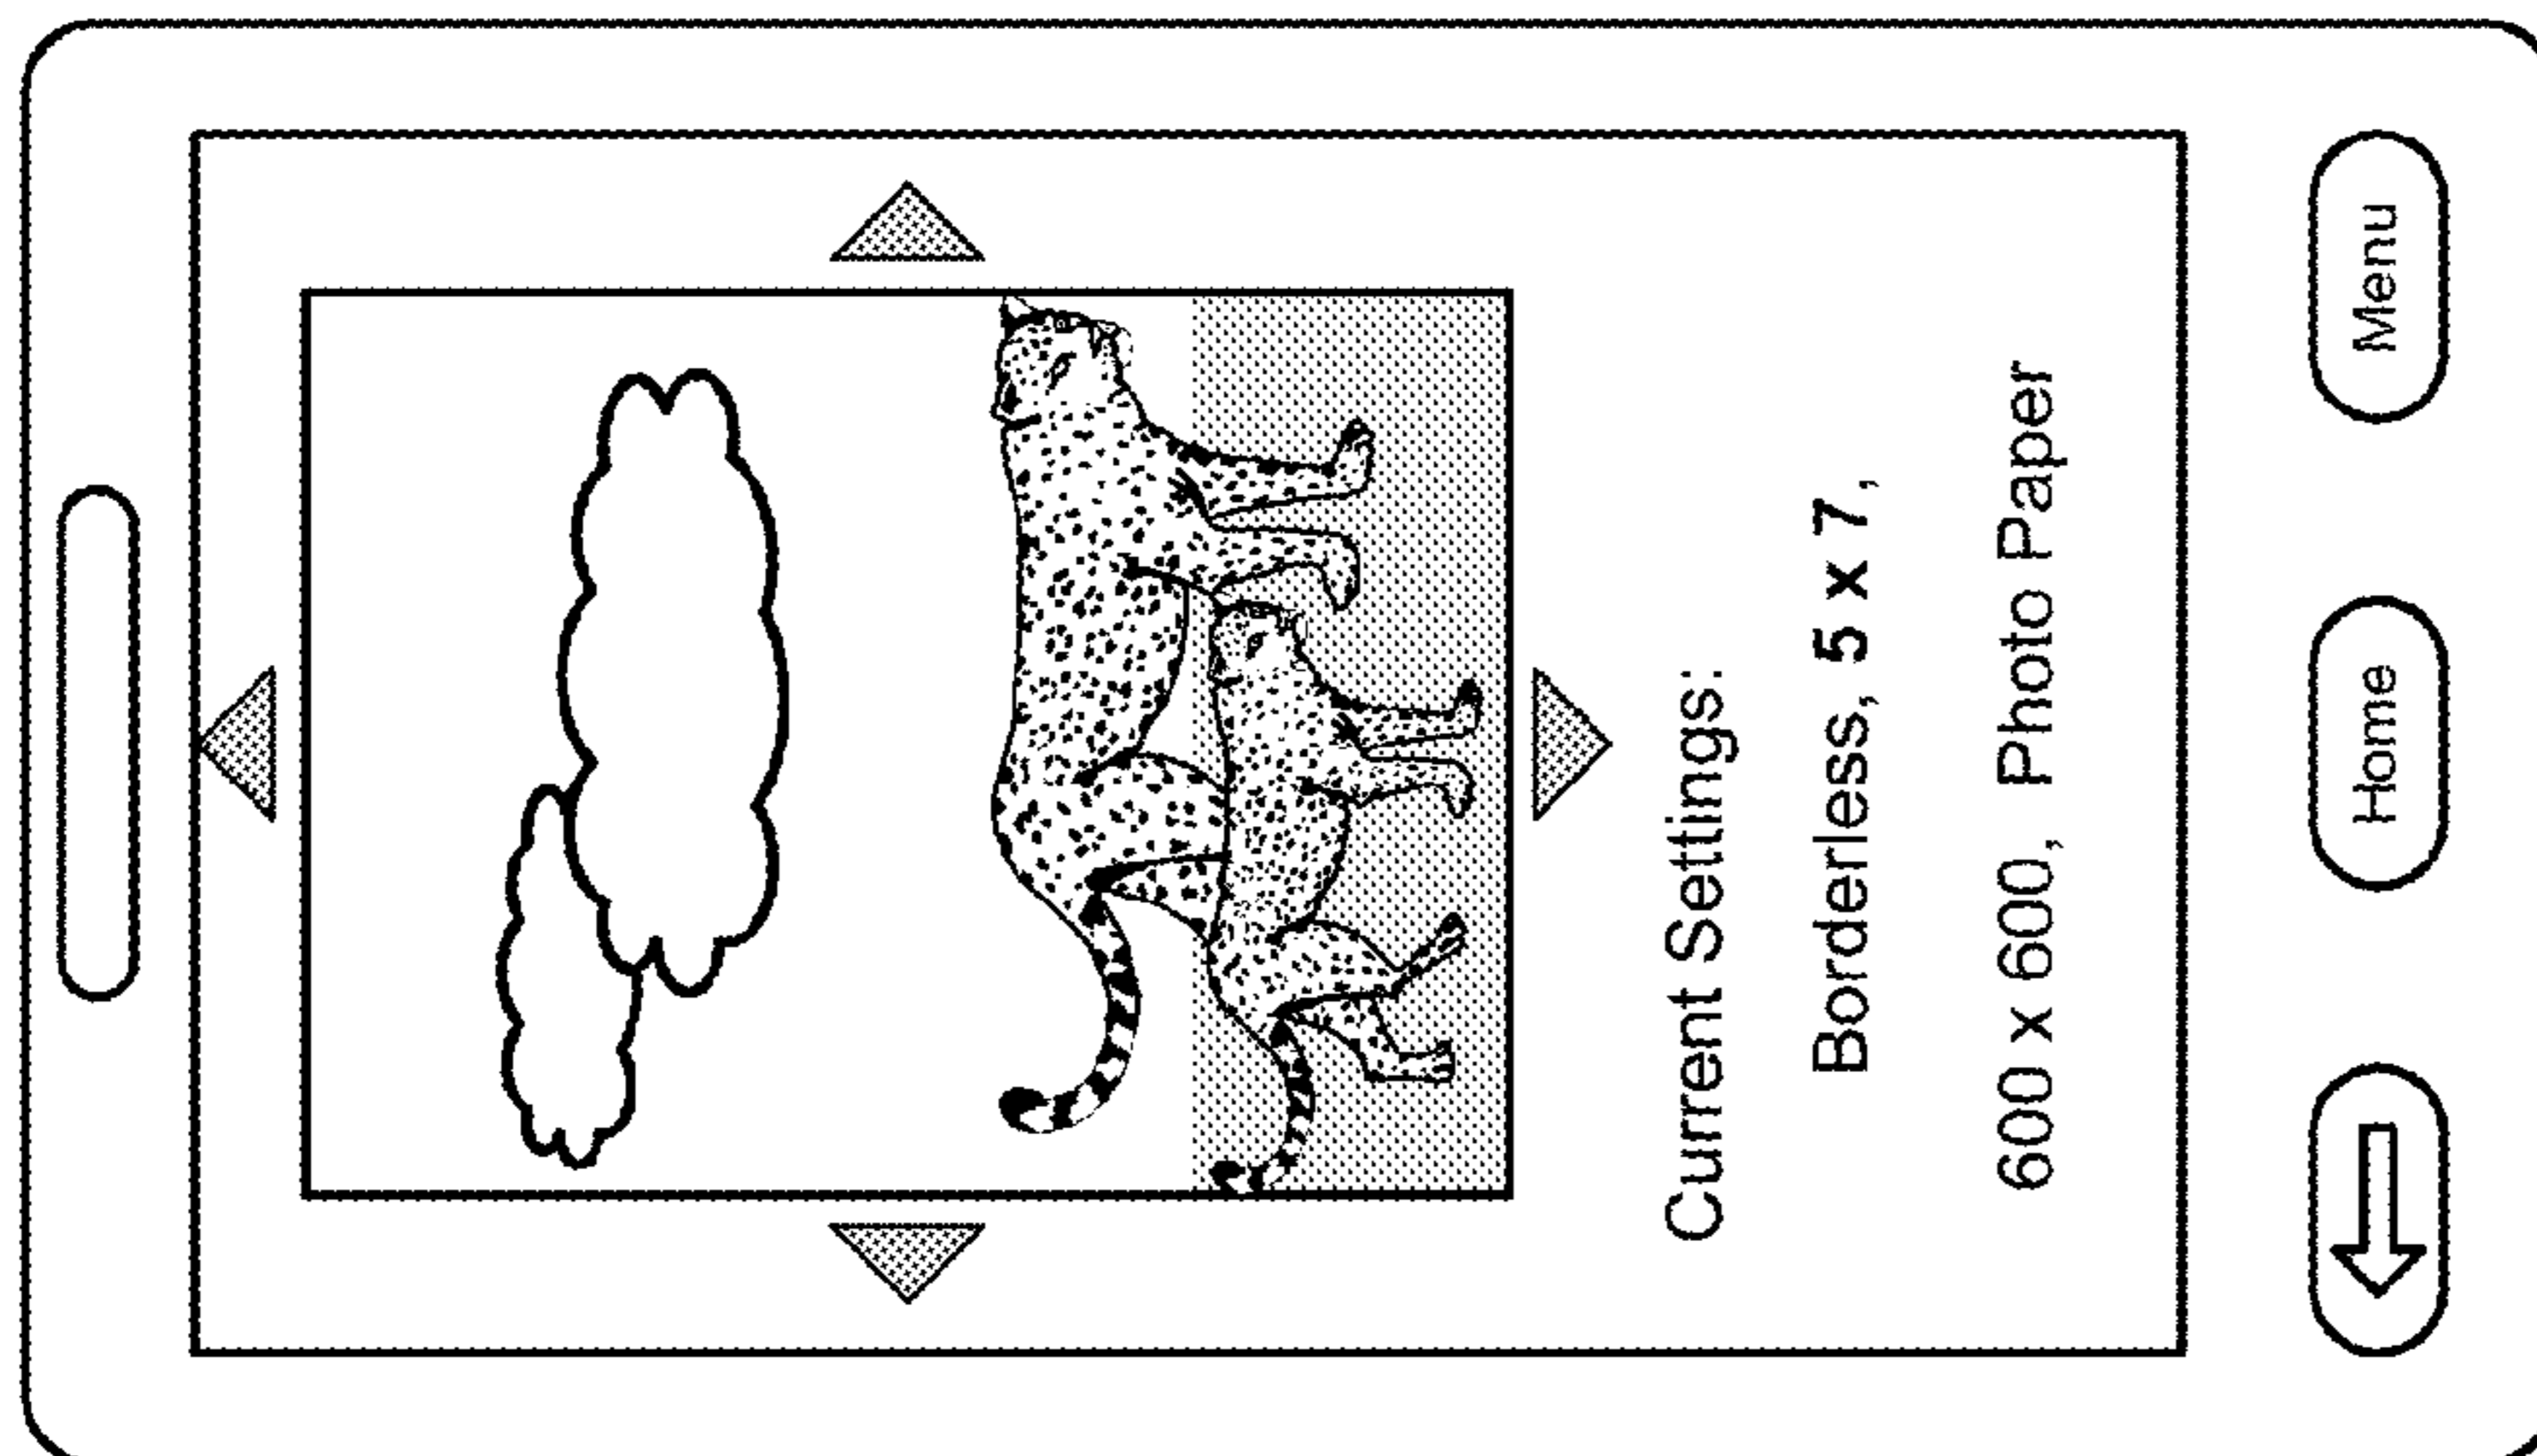 Current Settings:
Borderless, 5 x 7,
600 x 600, Photo Paper
Home
Menu